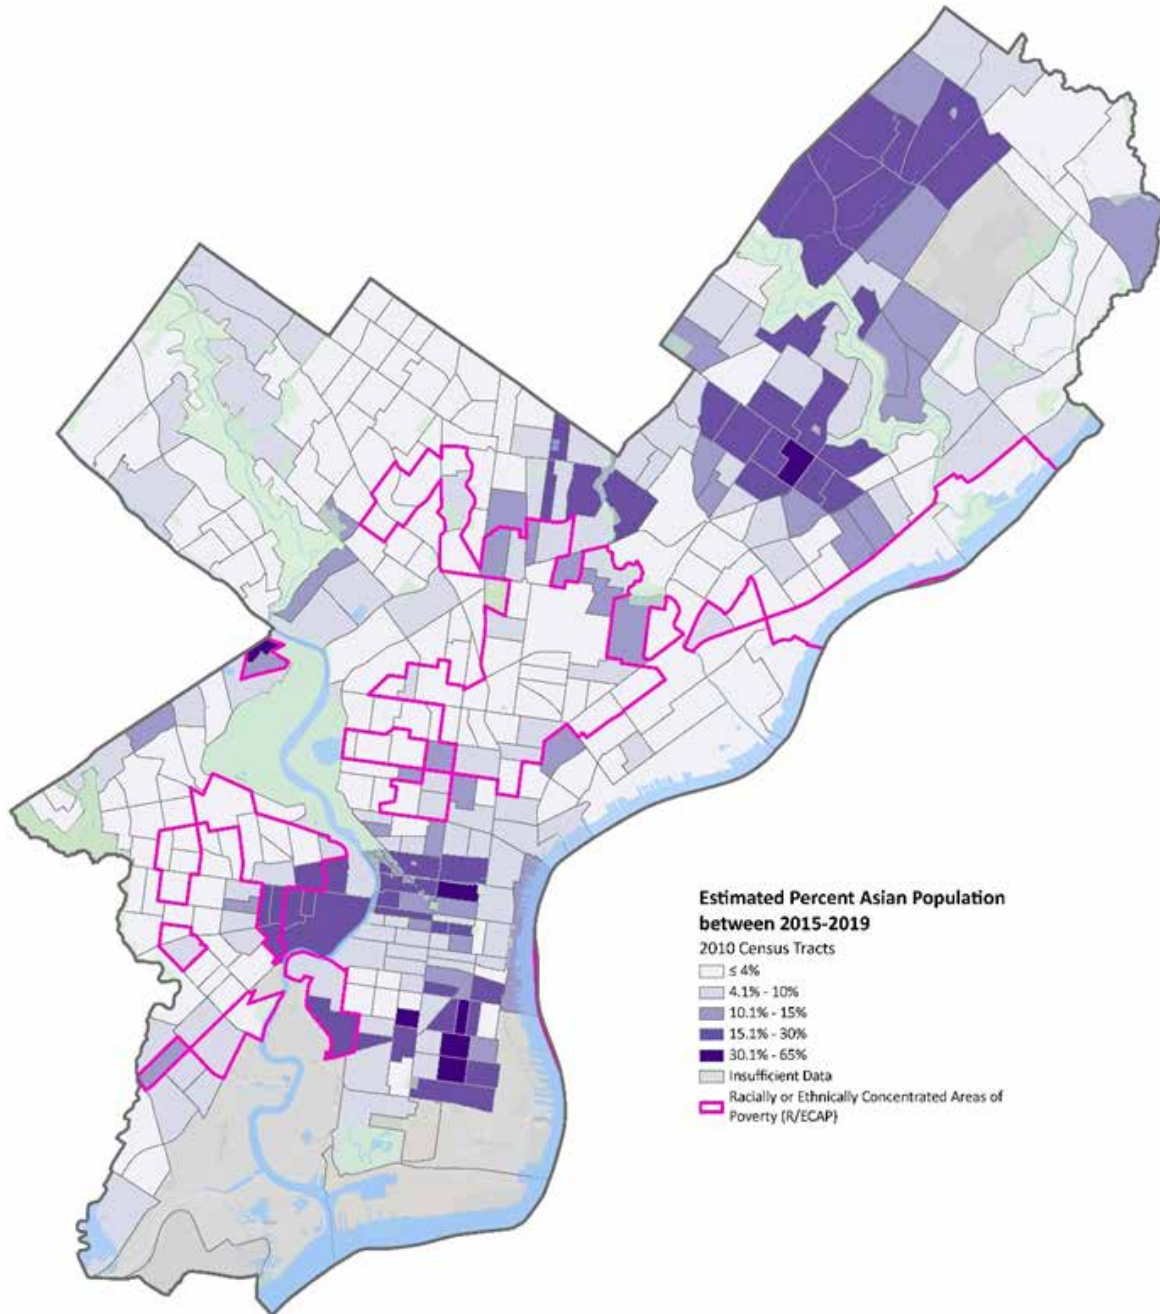 Estimated Percent Asian Population
between 2015-2019
2010 Census Tracts
≤ 4%
4.1% - 10%
10.1% - 15%
15.1% - 30%
30.1% - 65%
Insufficient Data
Racially or Ethnically Concentrated Areas of
Poverty (R/ECAP)